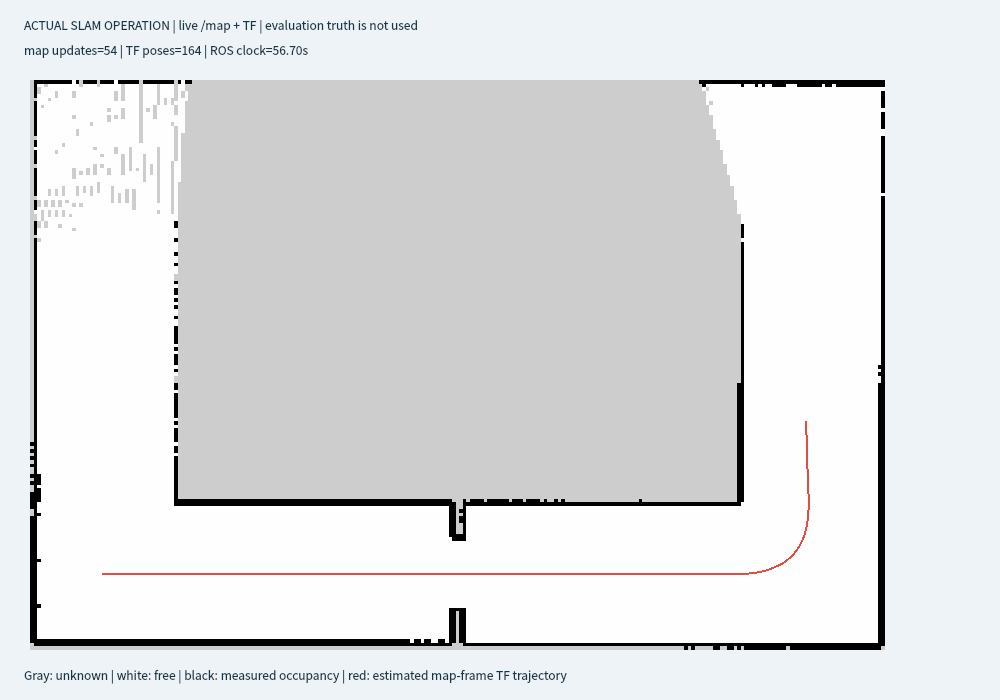 ACTUAL SLAM OPERATION | live /map + TF | evaluation truth is not used
map updates=54 | TF poses=164 | ROS clock=56.70s
Gray: unknown | white: free | black: measured occupancy | red: estimated map-frame TF trajectory